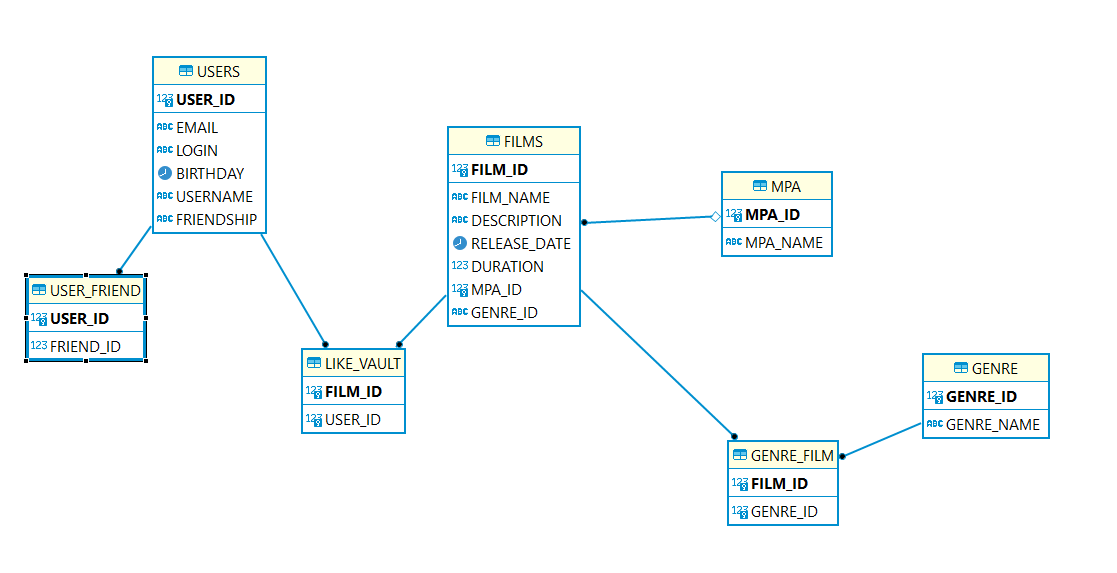 USERS
USER_ID
EMAIL
LOGIN
BIRTHDAY
USERNAME
FRIENDSHIP
USER_FRIEND
USER_ID
FRIEND_ID
LIKE_VAULT
FILM_ID
USER_ID
FILMS
FILM_ID
FILM_NAME
DESCRIPTION
RELEASE_DATE
DURATION
MPA_ID
GENRE_ID
MPA
MPA_ID
MPA_NAME
GENRE_FILM
FILM_ID
GENRE_ID
GENRE
GENRE_ID
GENRE_NAME